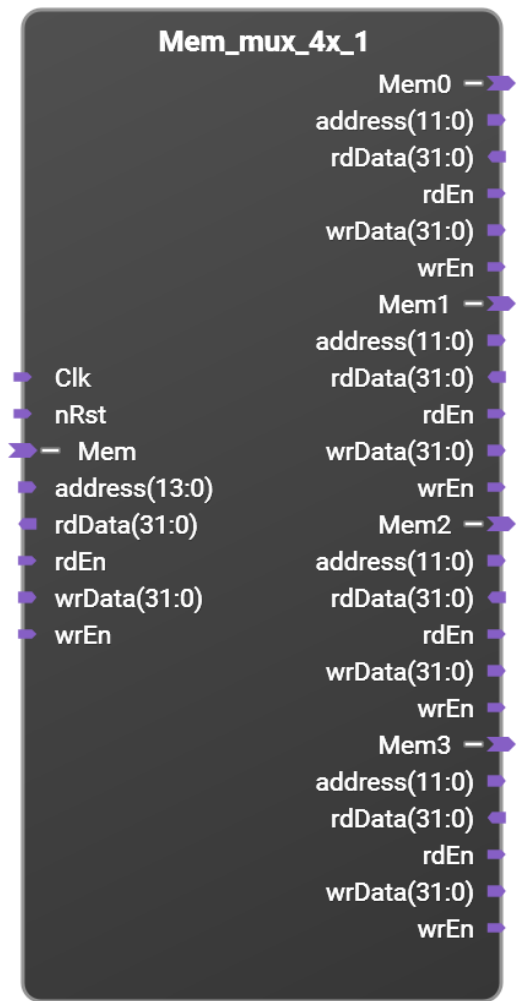 Mem_mux_4x_1
Clk
nRst
Mem
address(13:0)
rdData(31:0)
rdEn
wrData(31:0)
wrEn
Mem0
address(11:0)
rdData(31:0)
rdEn
wrData(31:0)
wrEn
Mem1
address(11:0)
rdData(31:0)
rdEn
wrData(31:0)
wrEn
Mem2
address(11:0)
rdData(31:0)
rdEn
wrData(31:0)
wrEn
Mem3
address(11:0)
rdData(31:0)
rdEn
wrData(31:0)
wrEn